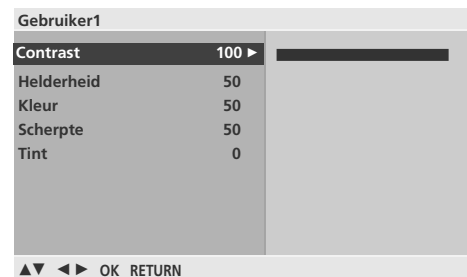 Gebruiker1
Contrast 100 ►
Helderheid 50
Kleur 50
Scherpte 50
Tint 0
▲▼ ◄ ► OK RETURN